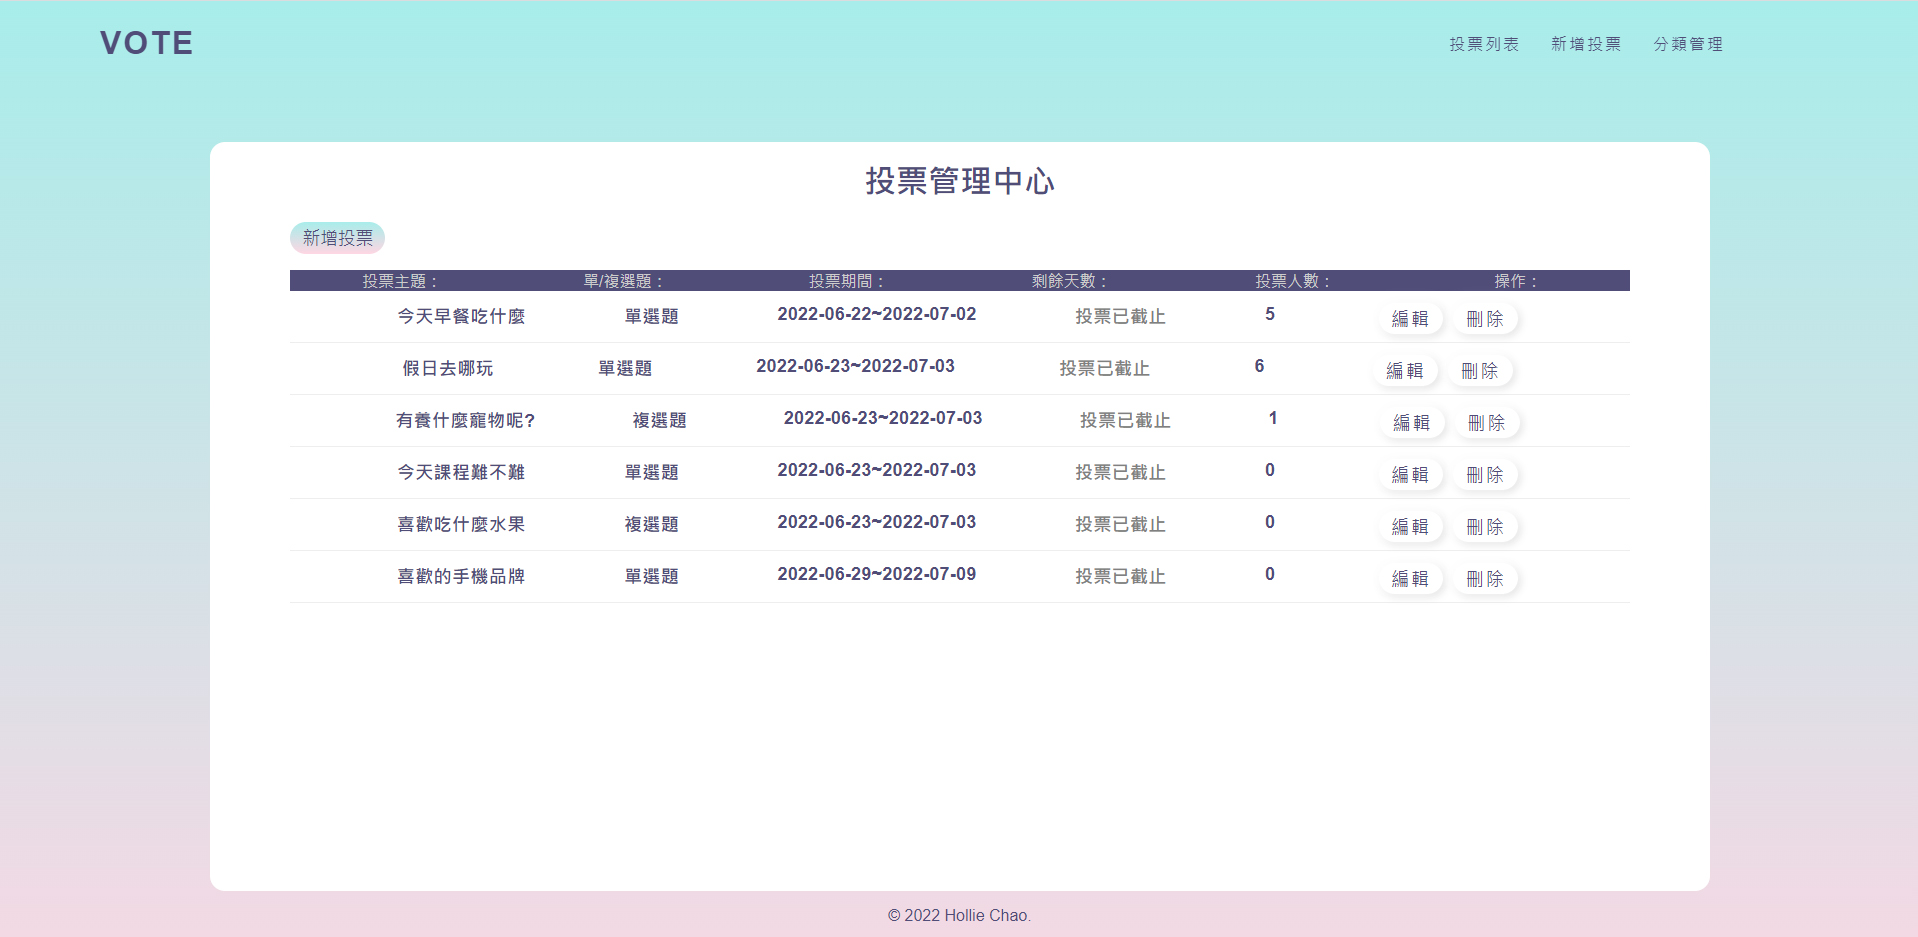 VOTE 投票列表 新增投票 分類管理
投票管理中心
新增投票
投票主題： 單/複選題： 投票期間： 剩餘天數： 投票人數： 操作：
今天早餐吃什麼 單選題 2022-06-22~2022-07-02 投票已截止 5 編輯 刪除
假日去哪玩 單選題 2022-06-23~2022-07-03 投票已截止 6 編輯 刪除
有養什麼寵物呢? 複選題 2022-06-23~2022-07-03 投票已截止 1 編輯 刪除
今天課程難不難 單選題 2022-06-23~2022-07-03 投票已截止 0 編輯 刪除
喜歡吃什麼水果 複選題 2022-06-23~2022-07-03 投票已截止 0 編輯 刪除
喜歡的手機品牌 單選題 2022-06-29~2022-07-09 投票已截止 0 編輯 刪除
© 2022 Hollie Chao.